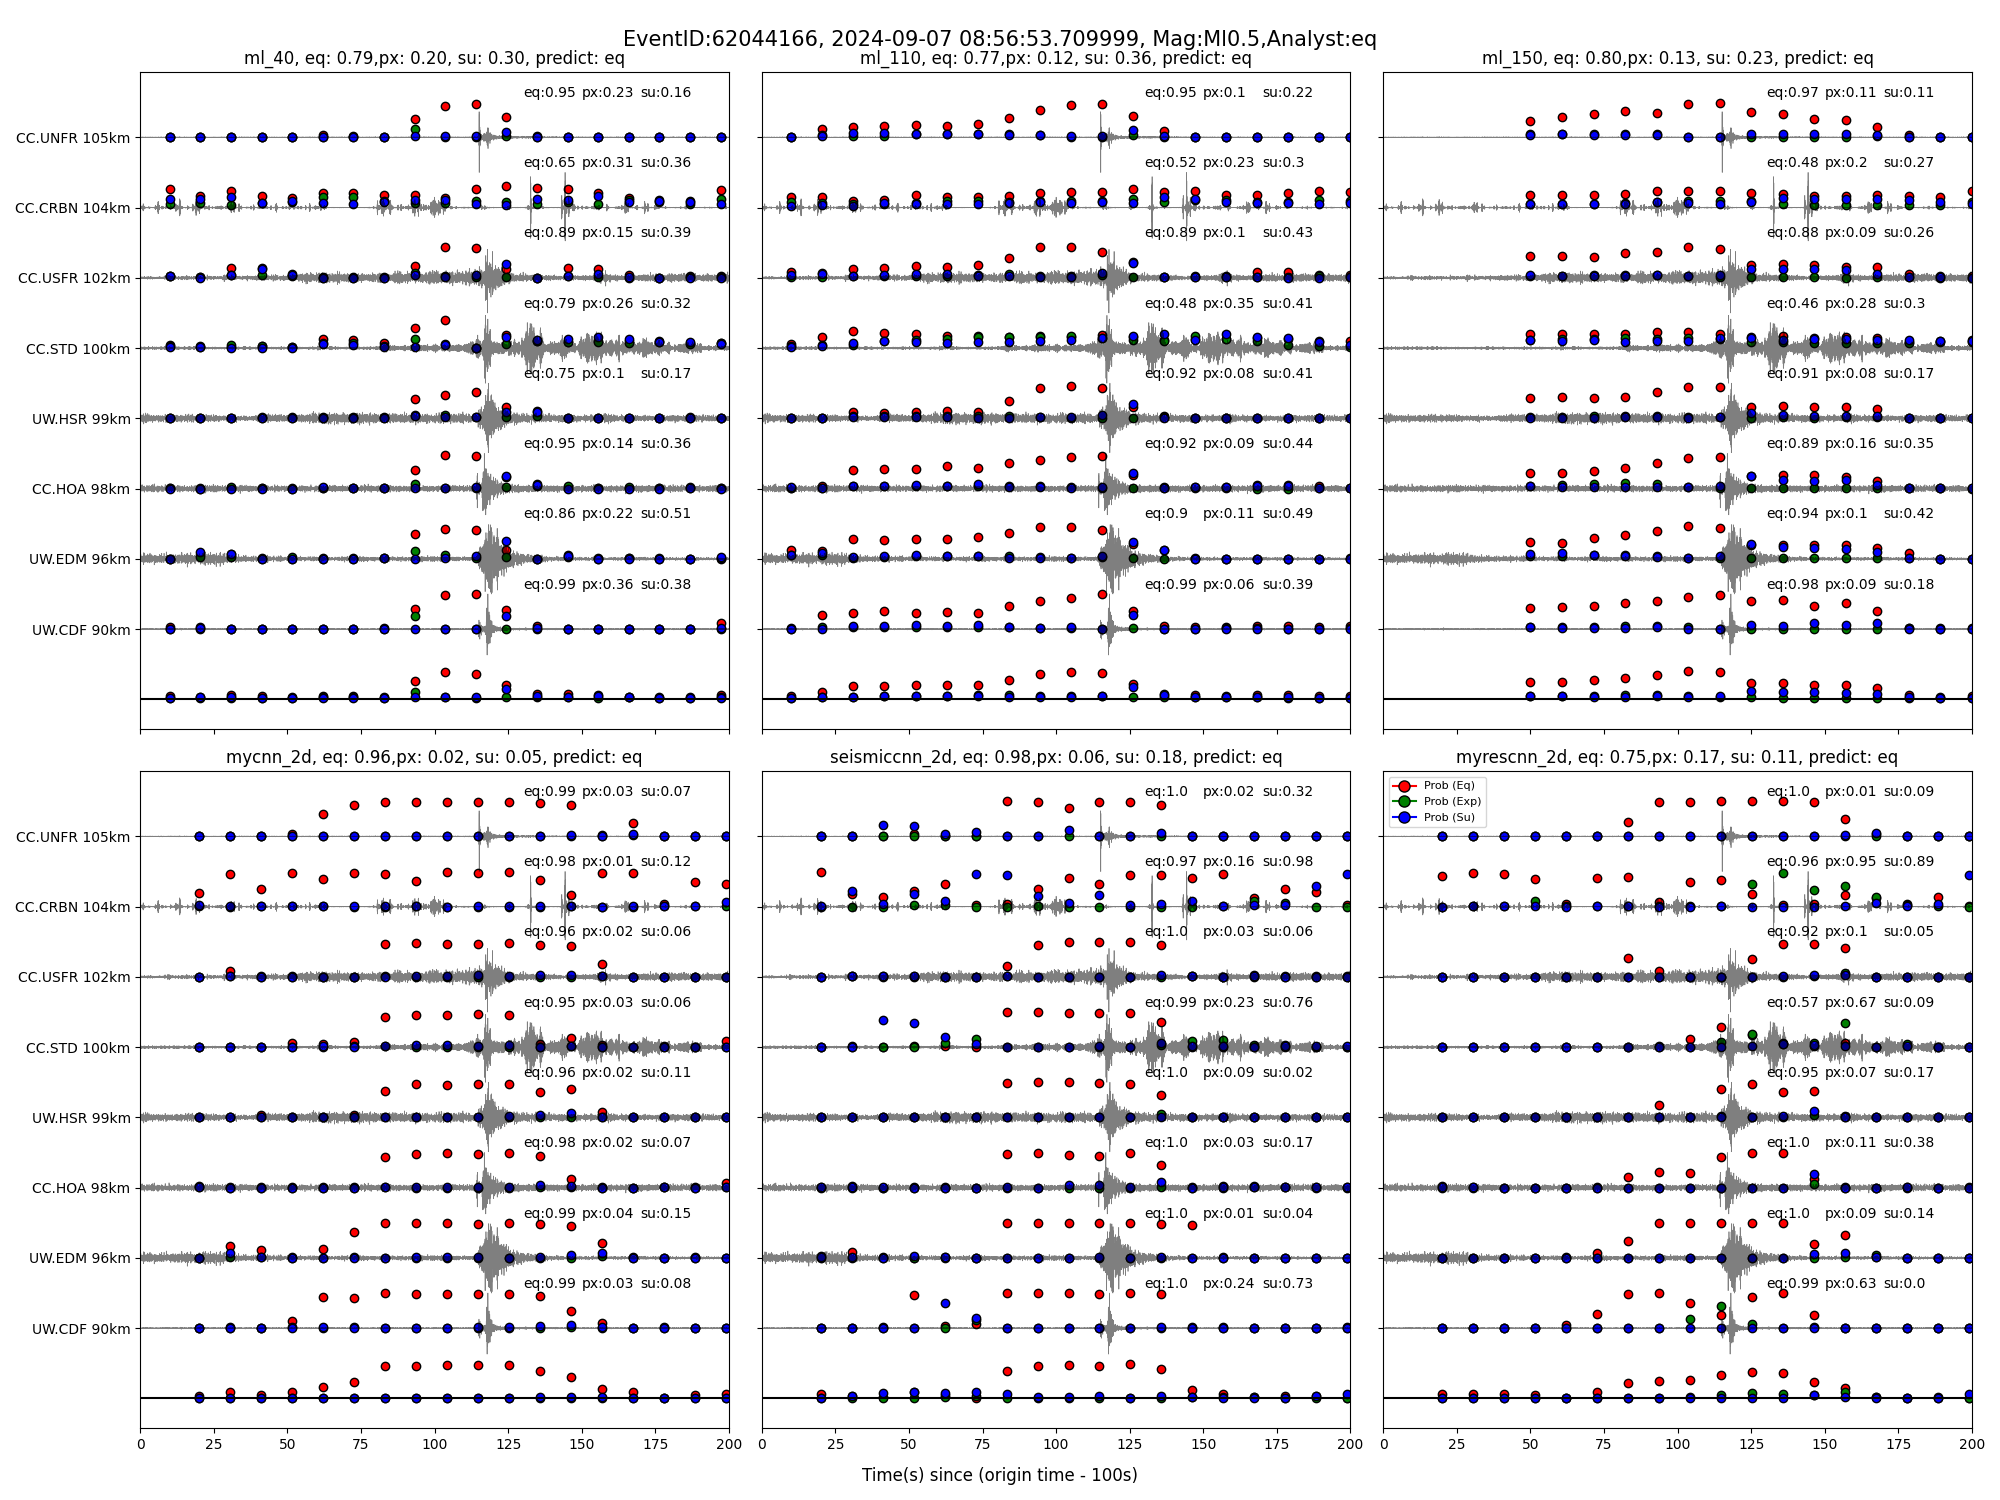 EventID:62044166, 2024-09-07 08:56:53.709999, Mag:Ml0.5,Analyst:eq
ml_40, eq: 0.79,px: 0.20, su: 0.30, predict: eq
CC.UNFR 105km
eq:0.95 px:0.23 su:0.16
CC.CRBN 104km
eq:0.65 px:0.31 su:0.36
CC.USFR 102km
eq:0.89 px:0.15 su:0.39
CC.STD 100km
eq:0.79 px:0.26 su:0.32
UW.HSR 99km
eq:0.75 px:0.1 su:0.17
CC.HOA 98km
eq:0.95 px:0.14 su:0.36
UW.EDM 96km
eq:0.86 px:0.22 su:0.51
UW.CDF 90km
eq:0.99 px:0.36 su:0.38
ml_110, eq: 0.77,px: 0.12, su: 0.36, predict: eq
eq:0.95 px:0.1 su:0.22
eq:0.52 px:0.23 su:0.3
eq:0.89 px:0.1 su:0.43
eq:0.48 px:0.35 su:0.41
eq:0.92 px:0.08 su:0.41
eq:0.92 px:0.09 su:0.44
eq:0.9 px:0.11 su:0.49
eq:0.99 px:0.06 su:0.39
ml_150, eq: 0.80,px: 0.13, su: 0.23, predict: eq
eq:0.97 px:0.11 su:0.11
eq:0.48 px:0.2 su:0.27
eq:0.88 px:0.09 su:0.26
eq:0.46 px:0.28 su:0.3
eq:0.91 px:0.08 su:0.17
eq:0.89 px:0.16 su:0.35
eq:0.94 px:0.1 su:0.42
eq:0.98 px:0.09 su:0.18
mycnn_2d, eq: 0.96,px: 0.02, su: 0.05, predict: eq
CC.UNFR 105km
eq:0.99 px:0.03 su:0.07
CC.CRBN 104km
eq:0.98 px:0.01 su:0.12
CC.USFR 102km
eq:0.96 px:0.02 su:0.06
CC.STD 100km
eq:0.95 px:0.03 su:0.06
UW.HSR 99km
eq:0.96 px:0.02 su:0.11
CC.HOA 98km
eq:0.98 px:0.02 su:0.07
UW.EDM 96km
eq:0.99 px:0.04 su:0.15
UW.CDF 90km
eq:0.99 px:0.03 su:0.08
0 25 50 75 100 125 150 175 200
seismiccnn_2d, eq: 0.98,px: 0.06, su: 0.18, predict: eq
eq:1.0 px:0.02 su:0.32
eq:0.97 px:0.16 su:0.98
eq:1.0 px:0.03 su:0.06
eq:0.99 px:0.23 su:0.76
eq:1.0 px:0.09 su:0.02
eq:1.0 px:0.03 su:0.17
eq:1.0 px:0.01 su:0.04
eq:1.0 px:0.24 su:0.73
0 25 50 75 100 125 150 175 200
myrescnn_2d, eq: 0.75,px: 0.17, su: 0.11, predict: eq
Prob (Eq)
Prob (Exp)
Prob (Su)
eq:1.0 px:0.01 su:0.09
eq:0.96 px:0.95 su:0.89
eq:0.92 px:0.1 su:0.05
eq:0.57 px:0.67 su:0.09
eq:0.95 px:0.07 su:0.17
eq:1.0 px:0.11 su:0.38
eq:1.0 px:0.09 su:0.14
eq:0.99 px:0.63 su:0.0
0 25 50 75 100 125 150 175 200
Time(s) since (origin time - 100s)